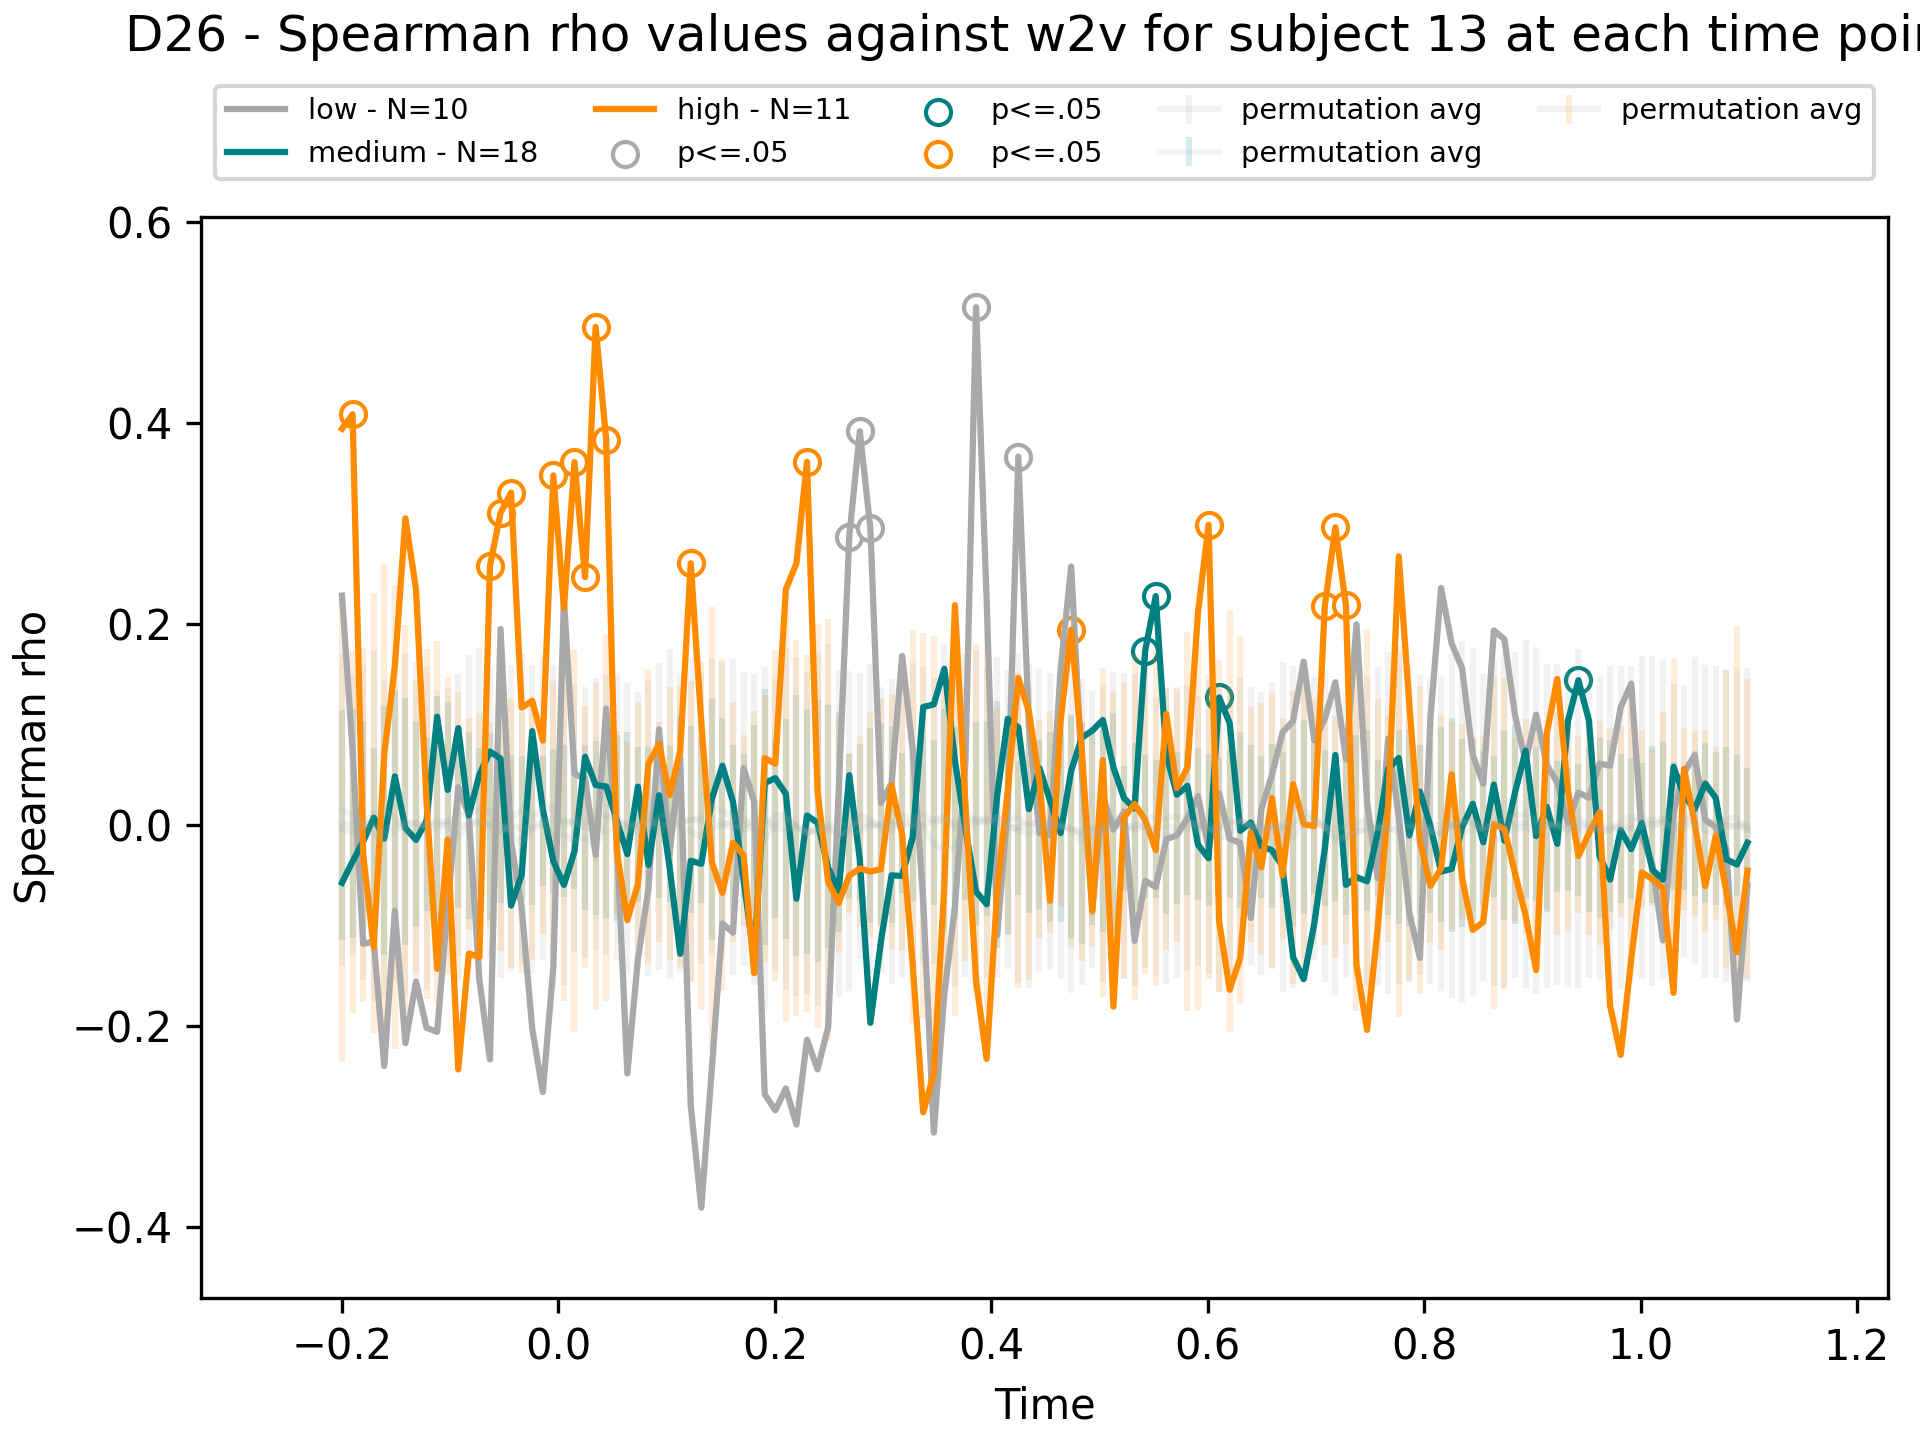 D26 - Spearman rho values against w2v for subject 13 at each time poi
low - N=10
medium - N=18
high - N=11
p<=.05
p<=.05
p<=.05
permutation avg
permutation avg
permutation avg
Spearman rho
0.6
0.4
0.2
0.0
−0.2
−0.4
−0.2 0.0 0.2 0.4 0.6 0.8 1.0 1.2
Time